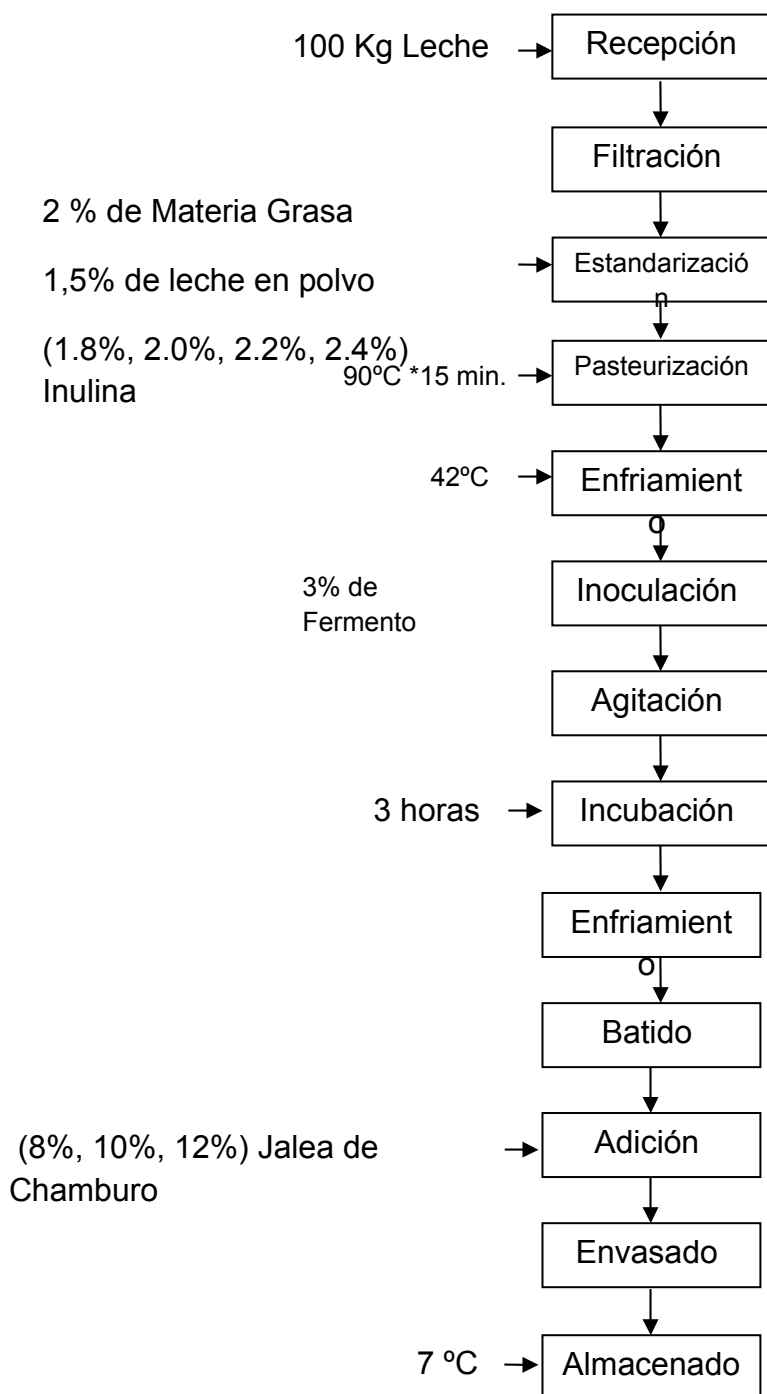 100 Kg Leche
Recepción
Filtración
2 % de Materia Grasa
1,5% de leche en polvo
(1.8%, 2.0%, 2.2%, 2.4%)
Inulina
Estandarizació
n
90ºC *15 min.
Pasteurización
42ºC
Enfriamient
o
3% de
Fermento
Inoculación
Agitación
3 horas
Incubación
Enfriamient
o
Batido
(8%, 10%, 12%) Jalea de
Chamburo
Adición
Envasado
7 ºC
Almacenado